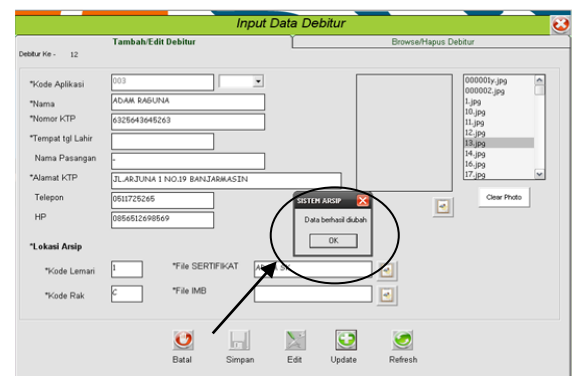 Input Data Debitur
Tambah/Edit Debitur
Browse/Hapus Debitur
Debitur Ke - 12
*Kode Aplikasi 003
*Nama ADAM RAGUNA
*Nomor KTP 6325643645263
*Tempat tgl Lahir
Nama Pasangan -
*Alamat KTP JL.ARJUNA 1 NO.19 BANJARMASIN
Telepon 0511725265
HP 0856512698569
000001y.jpg
000002.jpg
1.jpg
10.jpg
11.jpg
12.jpg
13.jpg
14.jpg
16.jpg
17.jpg
Clear Photo
SISTEM ARSIP
Data berhasil diubah
OK
*Lokasi Arsip
*Kode Lemari 1
*File SERTIFIKAT
*Kode Rak C
*File IMB
Batal
Simpan
Edit
Update
Refresh